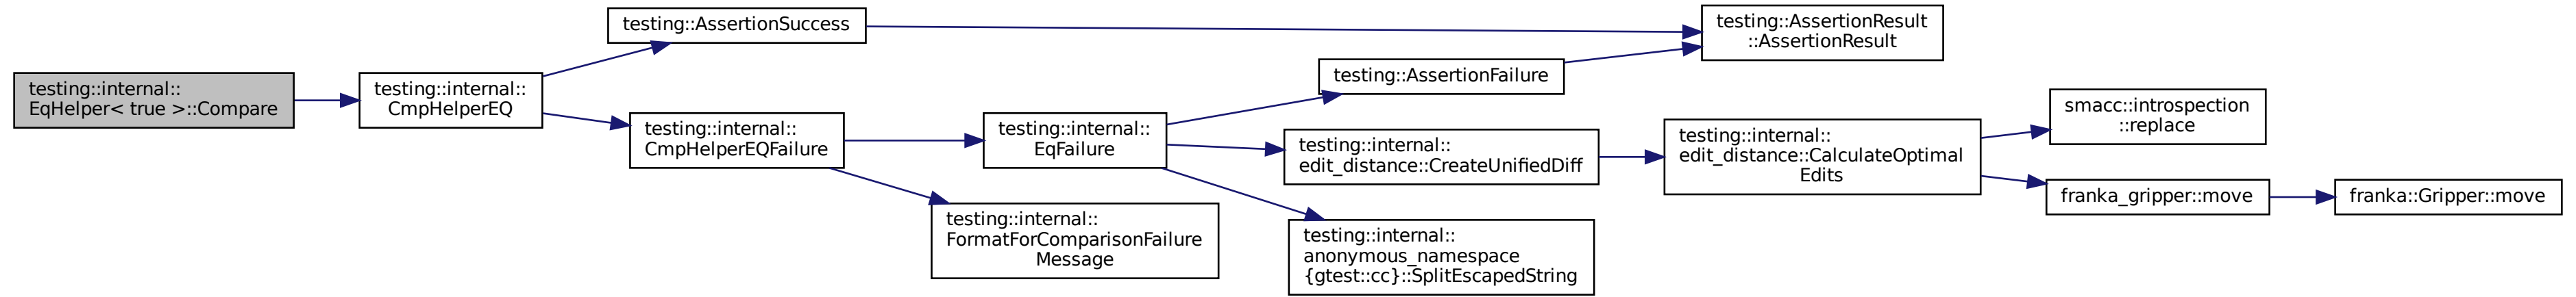 testing::internal::
EqHelper< true >::Compare
testing::internal::
CmpHelperEQ
testing::AssertionSuccess
testing::AssertionResult
::AssertionResult
testing::internal::
CmpHelperEQFailure
testing::internal::
EqFailure
testing::AssertionFailure
testing::internal::
edit_distance::CreateUnifiedDiff
testing::internal::
edit_distance::CalculateOptimal
Edits
smacc::introspection
::replace
franka_gripper::move
franka::Gripper::move
testing::internal::
anonymous_namespace
{gtest::cc}::SplitEscapedString
testing::internal::
FormatForComparisonFailure
Message